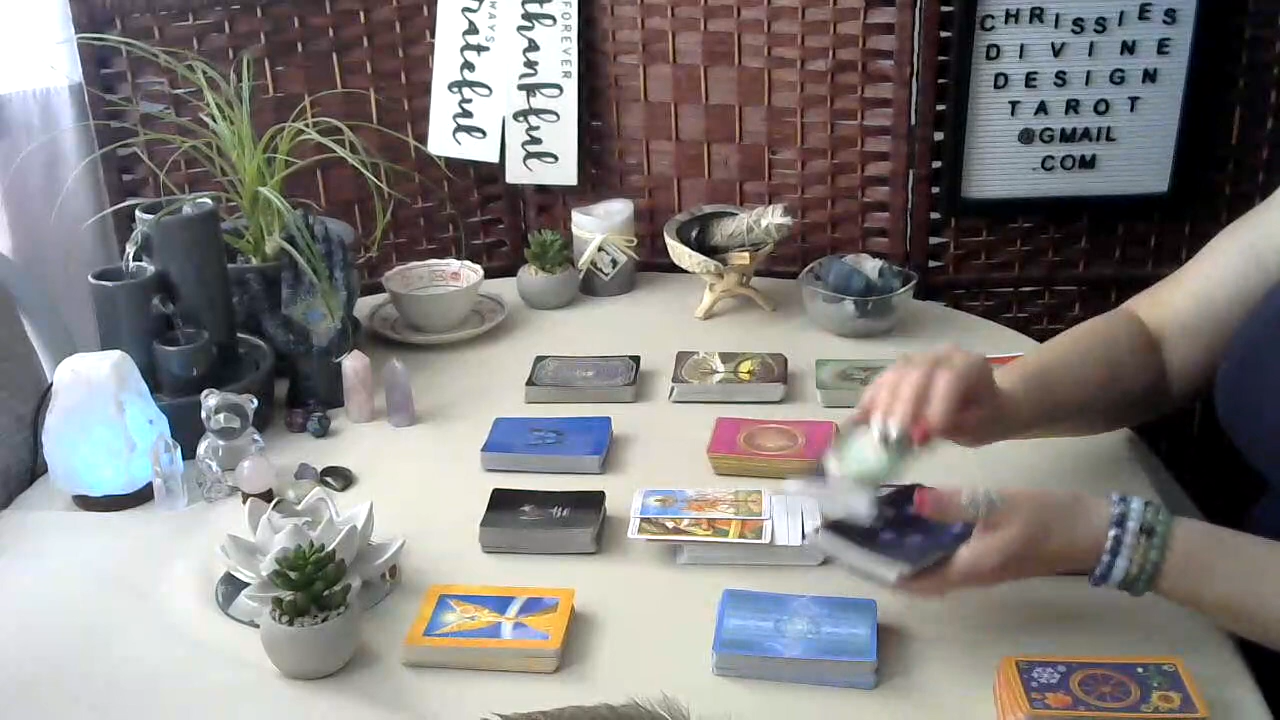 ALWAYS
grateful
FOREVER
thankful
CHRISSIES
DIVINE
DESIGN
TAROT
@GMAIL
.COM